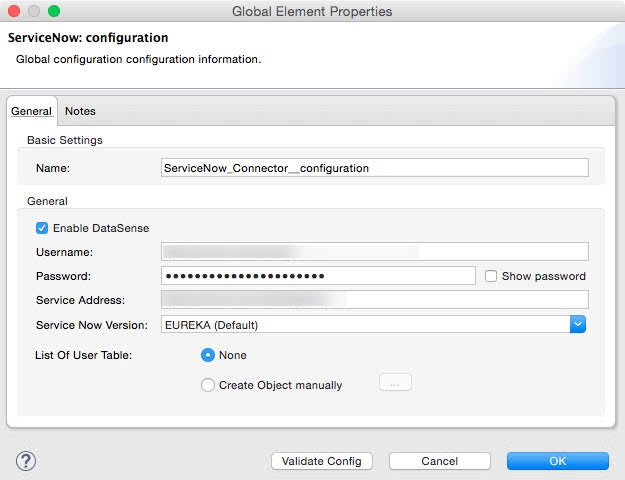 Global Element Properties
ServiceNow: configuration
Global configuration configuration information.
General Notes
Basic Settings
Name: ServiceNow_Connector__configuration
General
Enable DataSense
Username:
Password: ●●●●●●●●●●●●●●●●●●●●●● Show password
Service Address:
Service Now Version: EUREKA (Default)
List Of User Table: None
Create Object manually ...
? Validate Config Cancel OK